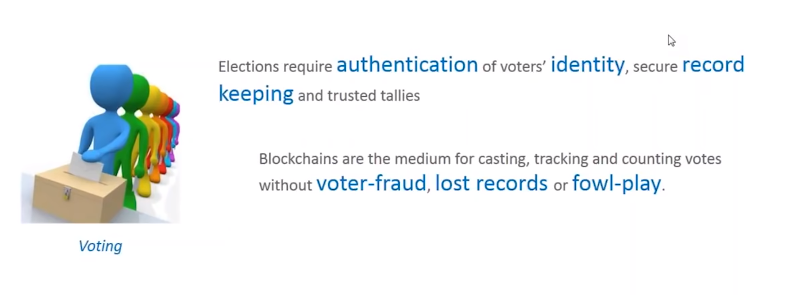 Elections require authentication of voters' identity, secure record
keeping and trusted tallies
Blockchains are the medium for casting, tracking and counting votes
without voter-fraud, lost records or fowl-play.
Voting